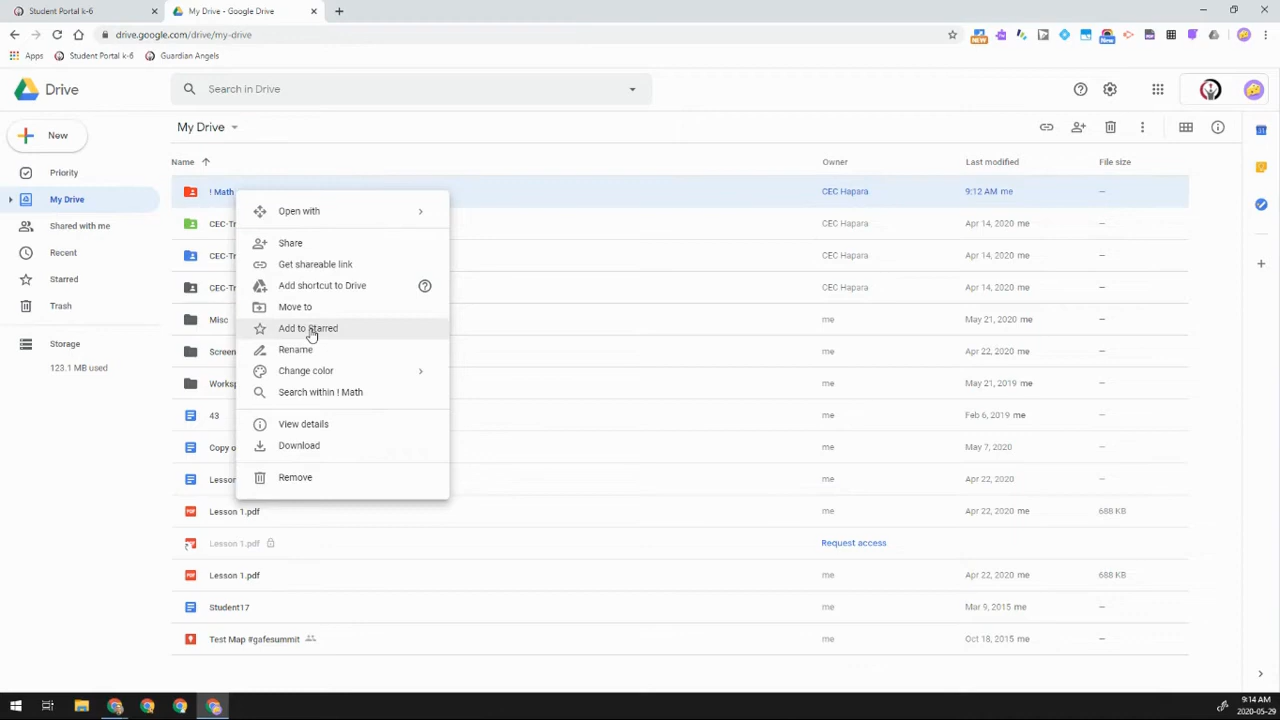 Student Portal k-6
My Drive - Google Drive
drive.google.com/drive/my-drive
NEW
New
Apps
Student Portal k-6
Guardian Angels
Drive
Search in Drive
New
My Drive
Priority
My Drive
Shared with me
Recent
Starred
Trash
Storage
123.1 MB used
Name
Owner
Last modified
File size
! Math
CEC Hapara
9:12 AM me
–
CEC-Tr
CEC Hapara
Apr 14, 2020 me
–
CEC-Tr
CEC Hapara
Apr 14, 2020 me
–
CEC-Tr
CEC Hapara
Apr 14, 2020 me
–
Misc
me
May 21, 2020 me
–
Screen
me
Apr 22, 2020 me
–
Worksp
me
May 21, 2019 me
–
43
me
Feb 6, 2019 me
–
Copy o
me
May 7, 2020
–
Lesson
me
Apr 22, 2020
–
Lesson 1.pdf
me
Apr 22, 2020 me
688 KB
Lesson 1.pdf
Request access
Lesson 1.pdf
me
Apr 22, 2020 me
688 KB
Student17
me
Mar 9, 2015 me
–
Test Map #gafesummit
me
Oct 18, 2015 me
–
Open with
Share
Get shareable link
Add shortcut to Drive
Move to
Add to Starred
Rename
Change color
Search within ! Math
View details
Download
Remove
31
9:14 AM
2020-05-29